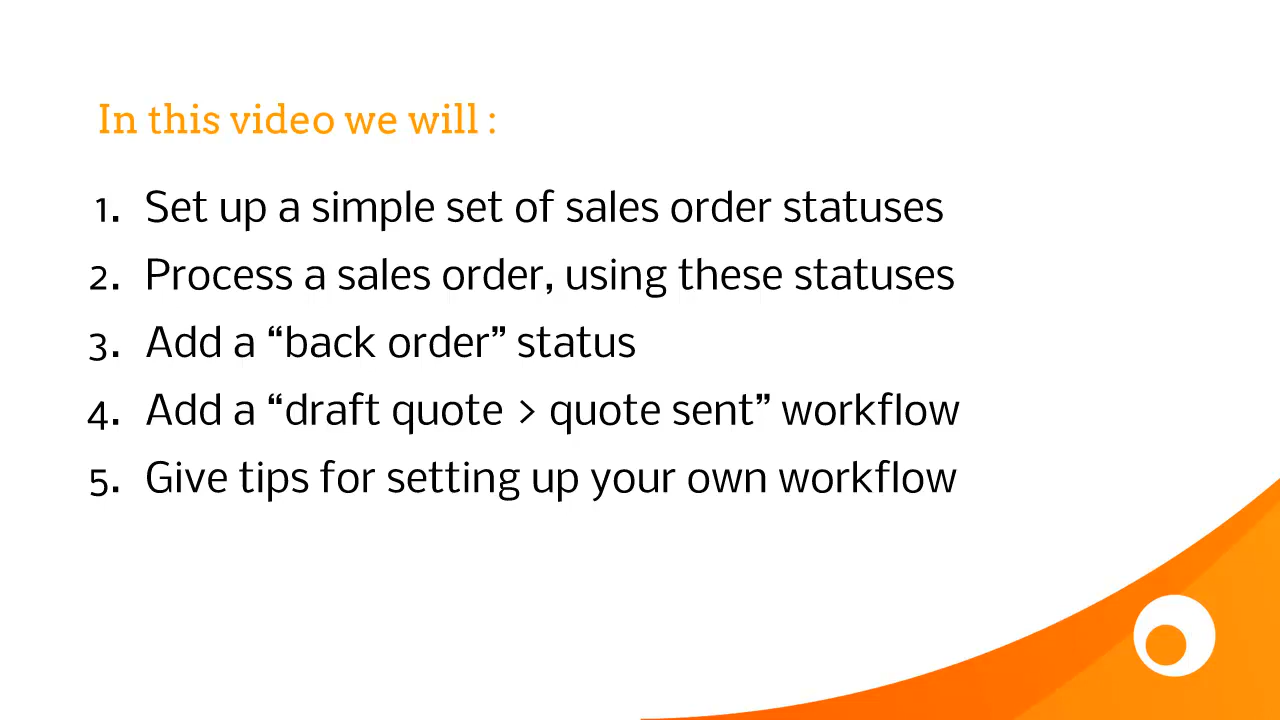 In this video we will :
1. Set up a simple set of sales order statuses
2. Process a sales order, using these statuses
3. Add a “back order” status
4. Add a “draft quote > quote sent” workflow
5. Give tips for setting up your own workflow